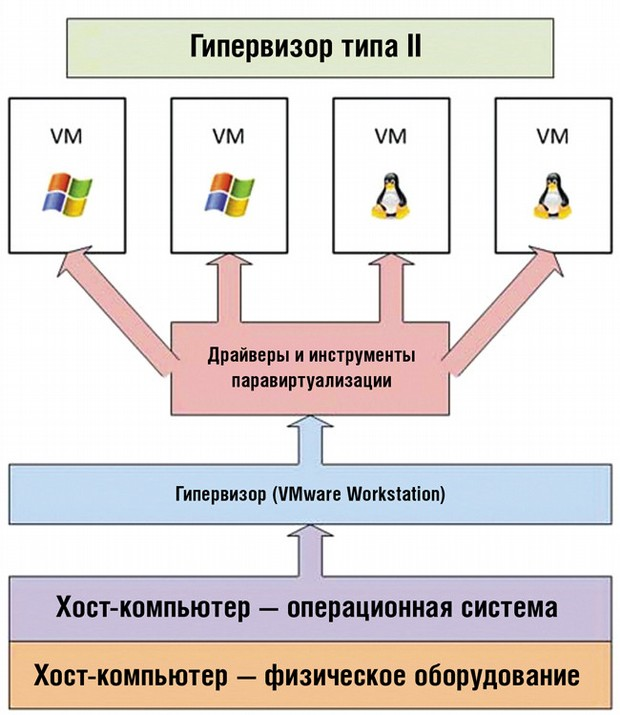 Гипервизор типа II
VM
VM
VM
VM
Драйверы и инструменты
паравиртуализации
Гипервизор (VMware Workstation)
Хост-компьютер — операционная система
Хост-компьютер — физическое оборудование